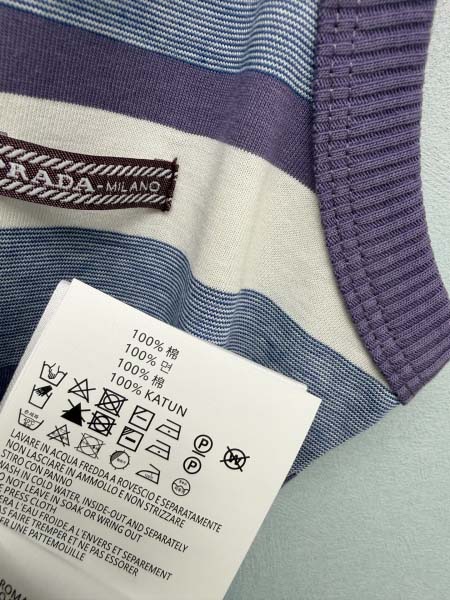 PRADA-MILANO
100% 棉
100% 면
100% 棉
100% KATUN
P W
P
LAVARE IN ACQUA FREDDA A ROVESCIO E SEPARATAMENTE
NON LASCIARE IN AMMOLLO E NON STRIZZARE
STIRO CON PANNO
WASH IN COLD WATER, INSIDE-OUT AND SEPARATELY
DO NOT LEAVE IN SOAK OR WRING OUT
PRESS CLOTH
L'EAU FROIDE A L'ENVERS ET SEPAREMENT
PAS FAIRE TREMPER ET NE PAS ESSORER
UNE PATTEMOUILLE